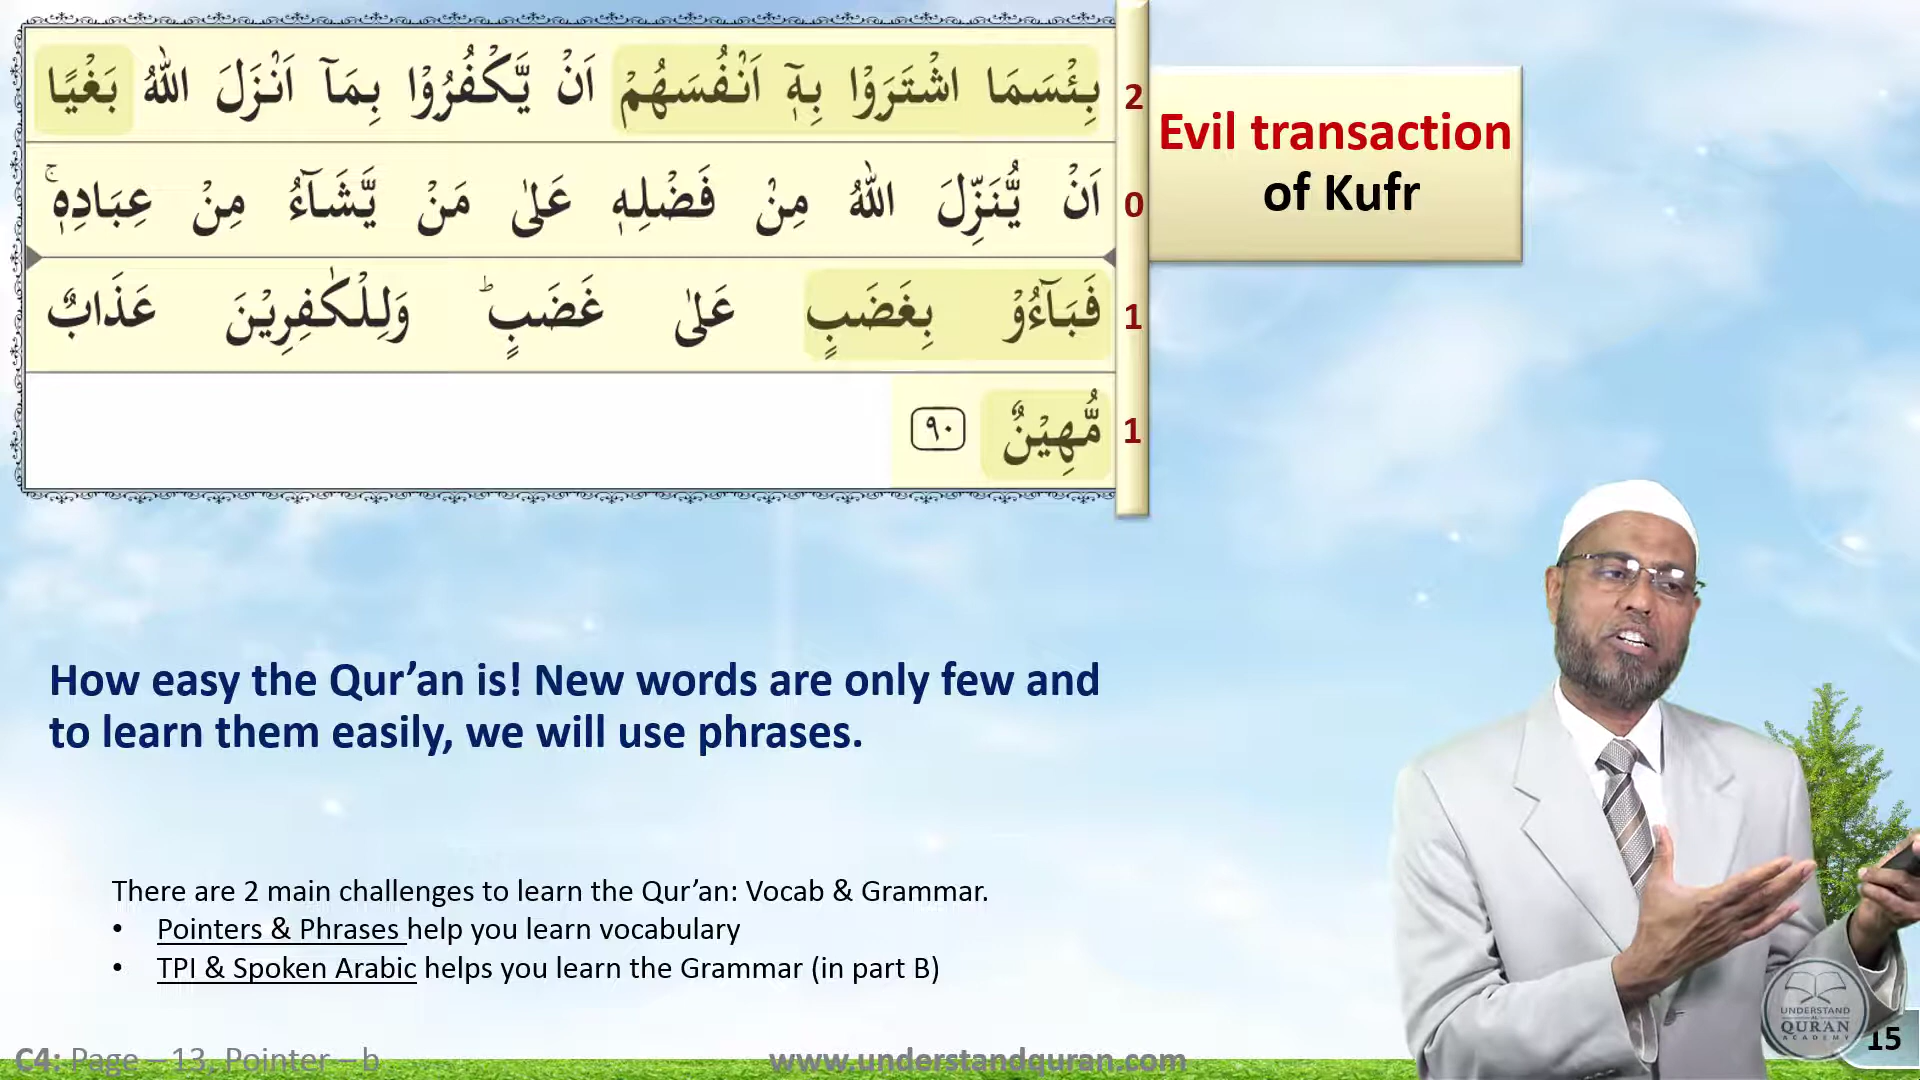 بِئْسَمَا اشْتَرَوْا بِهٖٓ اَنْفُسَهُمْ اَنْ يَّكْفُرُوْا بِمَآ اَنْزَلَ اللّٰهُ بَغْيًا
2
اَنْ يُّنَزِّلَ اللّٰهُ مِنْ فَضْلِهٖ عَلٰى مَنْ يَّشَآءُ مِنْ عِبَادِهٖۚ
0
فَبَآءُوْ بِغَضَبٍ عَلٰى غَضَبٍؕ وَلِلْكٰفِرِيْنَ عَذَابٌ
1
مُّهِيْنٌ ٩٠
1
Evil transaction
of Kufr
How easy the Qur’an is! New words are only few and
to learn them easily, we will use phrases.
There are 2 main challenges to learn the Qur’an: Vocab & Grammar.
• Pointers & Phrases help you learn vocabulary
• TPI & Spoken Arabic helps you learn the Grammar (in part B)
C4: Page – 13, Pointer – b
www.understandquran.com
UNDERSTAND
QURAN
ACADEMY
15